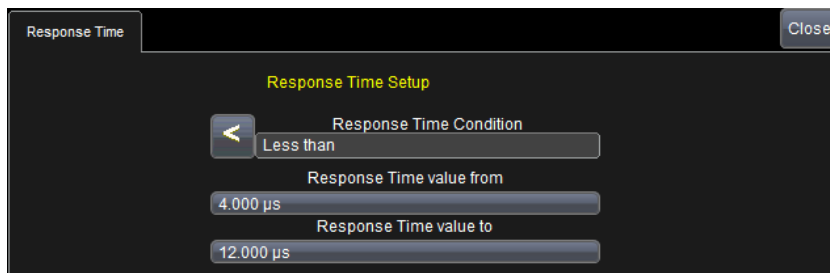 Response Time
Close
Response Time Setup
<
Response Time Condition
Less than
Response Time value from
4.000 µs
Response Time value to
12.000 µs